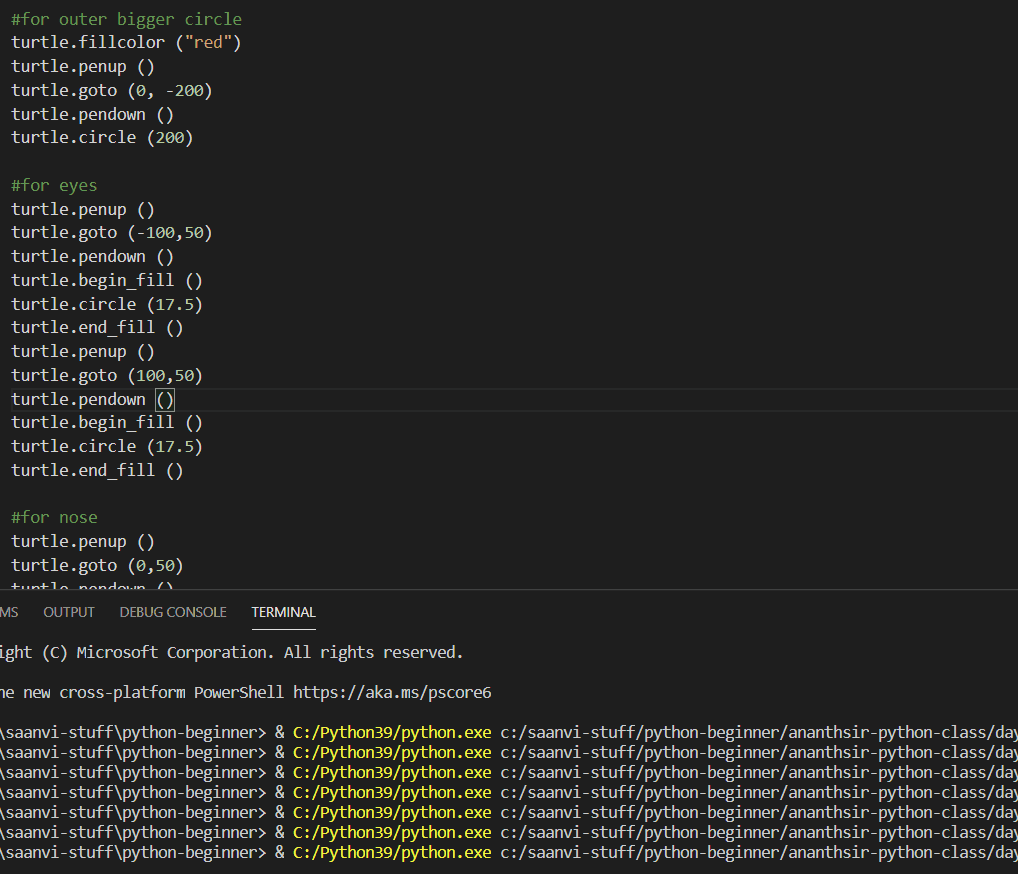 #for outer bigger circle
turtle.fillcolor ("red")
turtle.penup ()
turtle.goto (0, -200)
turtle.pendown ()
turtle.circle (200)
#for eyes
turtle.penup ()
turtle.goto (-100,50)
turtle.pendown ()
turtle.begin_fill ()
turtle.circle (17.5)
turtle.end_fill ()
turtle.penup ()
turtle.goto (100,50)
turtle.pendown ()
turtle.begin_fill ()
turtle.circle (17.5)
turtle.end_fill ()
#for nose
turtle.penup ()
turtle.goto (0,50)
turtle.pendown ()
MS OUTPUT DEBUG CONSOLE TERMINAL
ight (C) Microsoft Corporation. All rights reserved.
he new cross-platform PowerShell https://aka.ms/pscore6
\saanvi-stuff\python-beginner> & C:/Python39/python.exe c:/saanvi-stuff/python-beginner/ananthsir-python-class/day
\saanvi-stuff\python-beginner> & C:/Python39/python.exe c:/saanvi-stuff/python-beginner/ananthsir-python-class/day
\saanvi-stuff\python-beginner> & C:/Python39/python.exe c:/saanvi-stuff/python-beginner/ananthsir-python-class/day
\saanvi-stuff\python-beginner> & C:/Python39/python.exe c:/saanvi-stuff/python-beginner/ananthsir-python-class/day
\saanvi-stuff\python-beginner> & C:/Python39/python.exe c:/saanvi-stuff/python-beginner/ananthsir-python-class/day
\saanvi-stuff\python-beginner> & C:/Python39/python.exe c:/saanvi-stuff/python-beginner/ananthsir-python-class/day
\saanvi-stuff\python-beginner> & C:/Python39/python.exe c:/saanvi-stuff/python-beginner/ananthsir-python-class/day